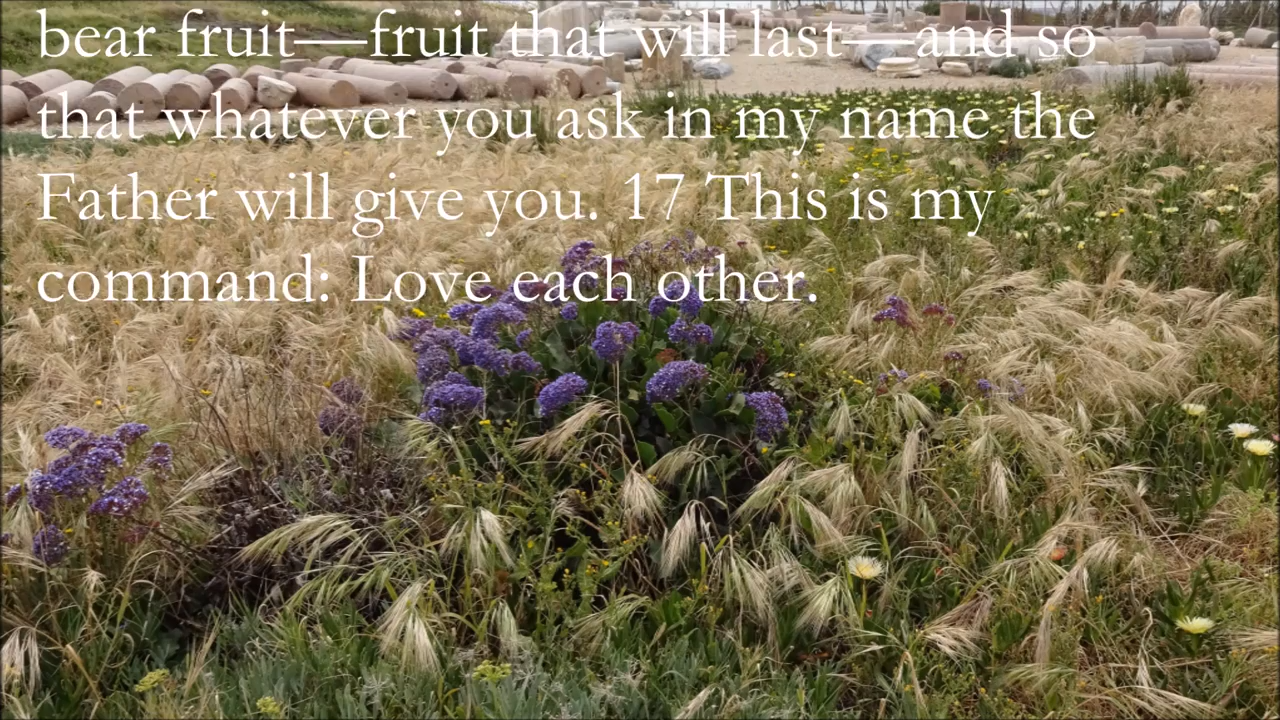 bear fruit—fruit that will last—and so
that whatever you ask in my name the
Father will give you. 17 This is my
command: Love each other.